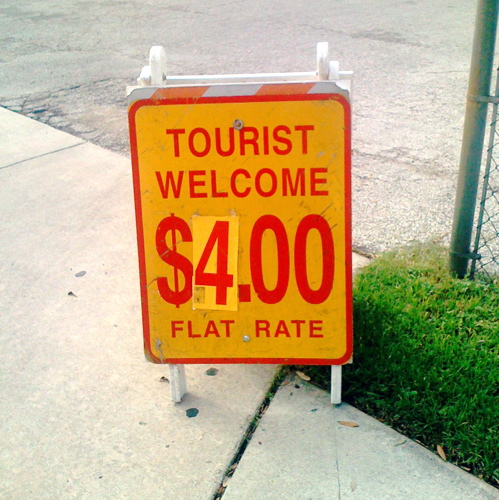 TOURIST
WELCOME
$4.00
FLAT RATE